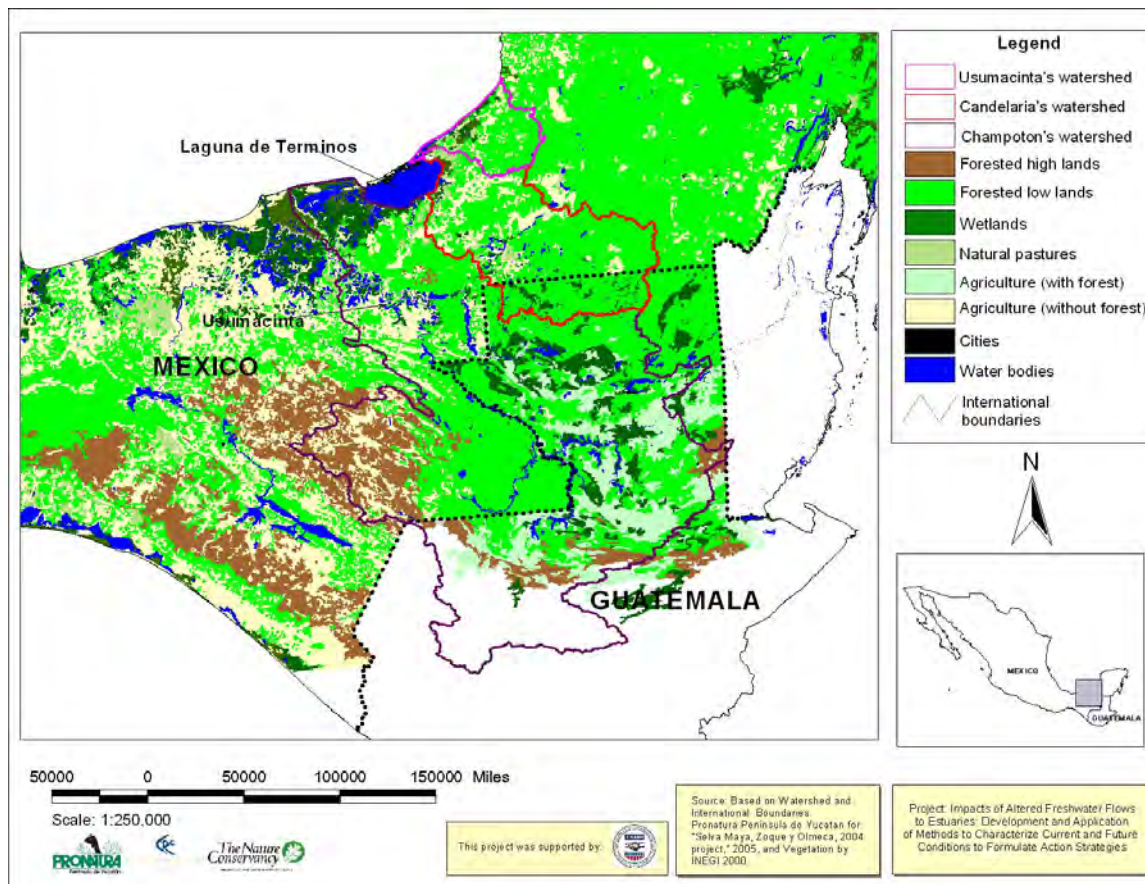 Laguna de Terminos
Usumacinta
MEXICO
GUATEMALA
Legend
Usumacinta's watershed
Candelaria's watershed
Champoton's watershed
Forested high lands
Forested low lands
Wetlands
Natural pastures
Agriculture (with forest)
Agriculture (without forest)
Cities
Water bodies
International
boundaries
N
MEXICO
GUATEMALA
50000 0 50000 100000 150000 Miles
Scale: 1:250,000
PRONATURA
The Nature
Conservancy
This project was supported by:
Source: Based on Watershed and
International Boundaries
Pronatura Peninsula de Yucatan for
"Selva Maya, Zoque y Olmeca, 2004
project," 2005, and Vegetation by
INEGI 2000.
Project: Impacts of Altered Freshwater Flows
to Estuaries: Development and Application
of Methods to Characterize Current and Future
Conditions to Formulate Action Strategies